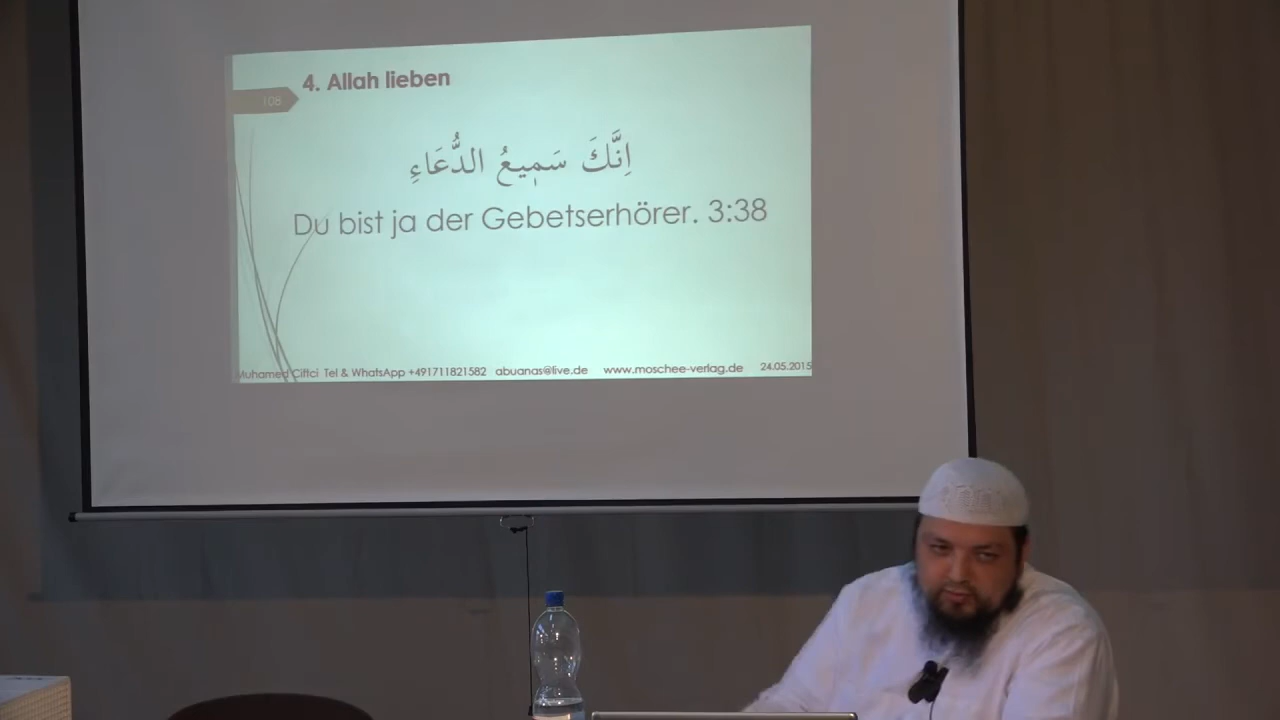 4. Allah lieben
108
اِنَّكَ سَمٖيعُ الدُّعَاءِ
Du bist ja der Gebetserhörer. 3:38
Muhamed Ciftci Tel & WhatsApp +491711821582 abuanas@live.de www.moschee-verlag.de 24.05.2015